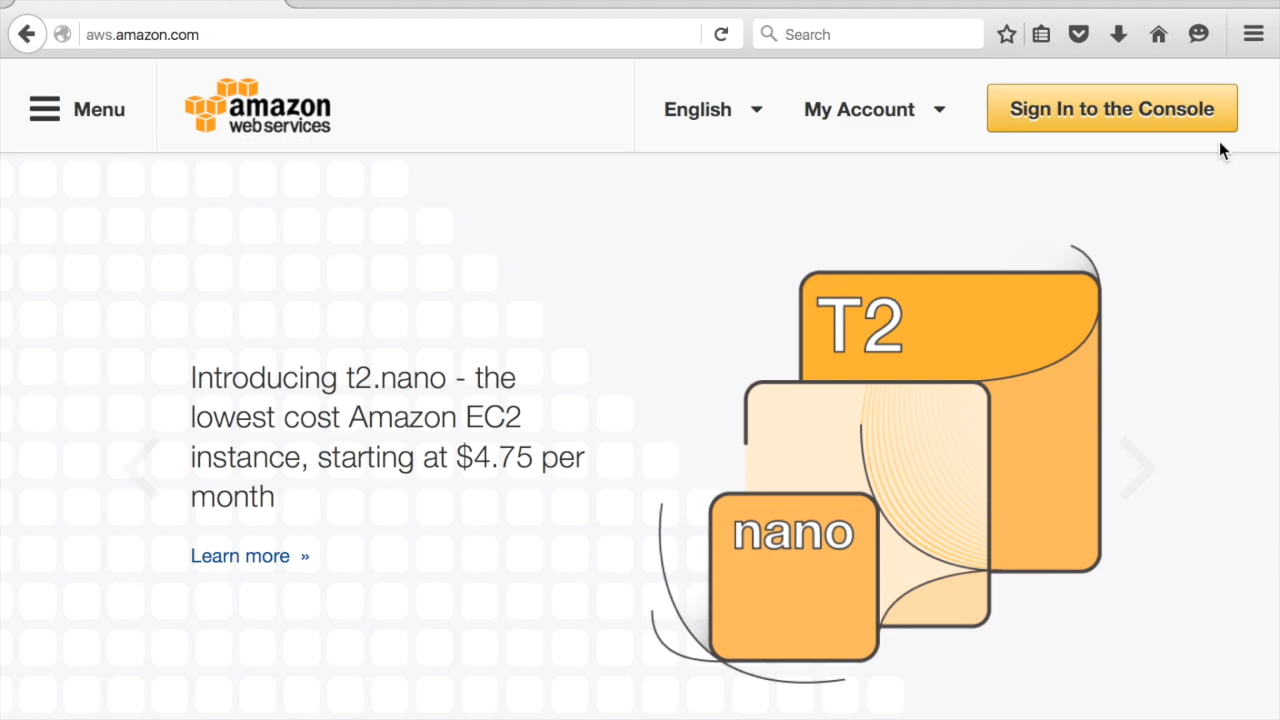 aws.amazon.com
Search
Menu
amazon
web services
English
My Account
Sign In to the Console
Introducing t2.nano - the
lowest cost Amazon EC2
instance, starting at $4.75 per
month
Learn more »
T2
nano